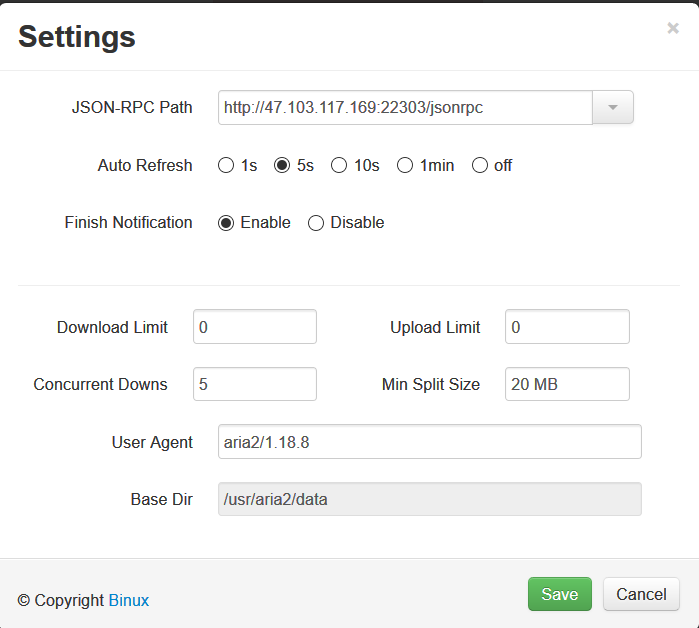 Settings
×
JSON-RPC Path http://47.103.117.169:22303/jsonrpc
Auto Refresh 1s 5s 10s 1min off
Finish Notification Enable Disable
Download Limit 0 Upload Limit 0
Concurrent Downs 5 Min Split Size 20 MB
User Agent aria2/1.18.8
Base Dir /usr/aria2/data
© Copyright Binux Save Cancel